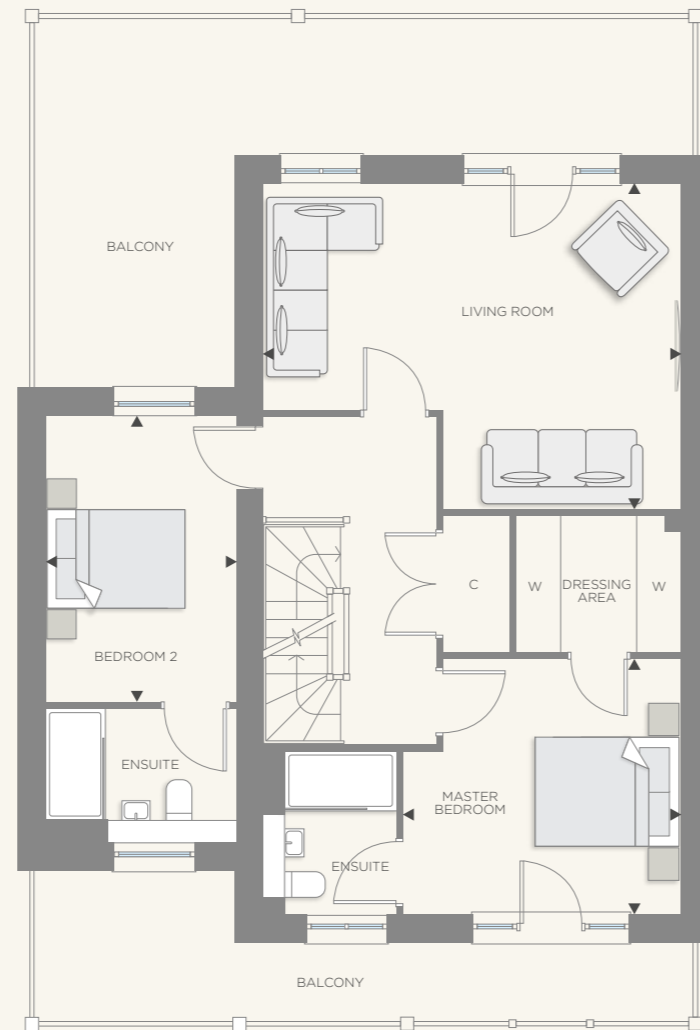 BALCONY
LIVING ROOM
C
W
DRESSING
AREA
W
BEDROOM 2
ENSUITE
MASTER
BEDROOM
ENSUITE
BALCONY